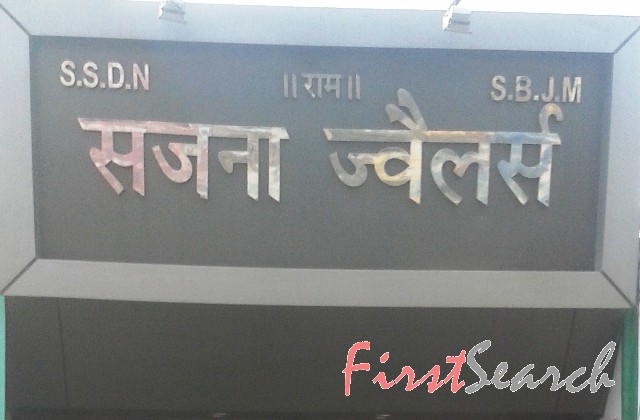 S.S.D.N ॥ राम ॥ S.B.J.M
सजना ज्वैलर्स
FirstSearch